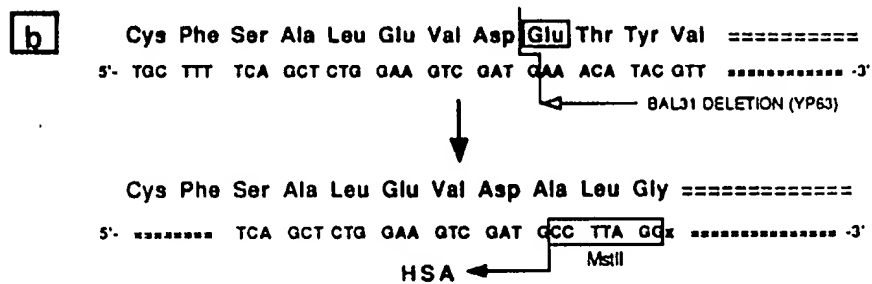 b
Cys Phe Ser Ala Leu Glu Val Asp Glu Thr Tyr Val ==========
5'- TGC TTT TCA GCT CTG GAA GTC GAT GAA ACA TAC GTT ------------- -3'
BAL31 DELETION (YP63)
Cys Phe Ser Ala Leu Glu Val Asp Ala Leu Gly =============
5'- --------- TCA GCT CTG GAA GTC GAT GCC TTA GGx --------------- -3'
MstII
HSA